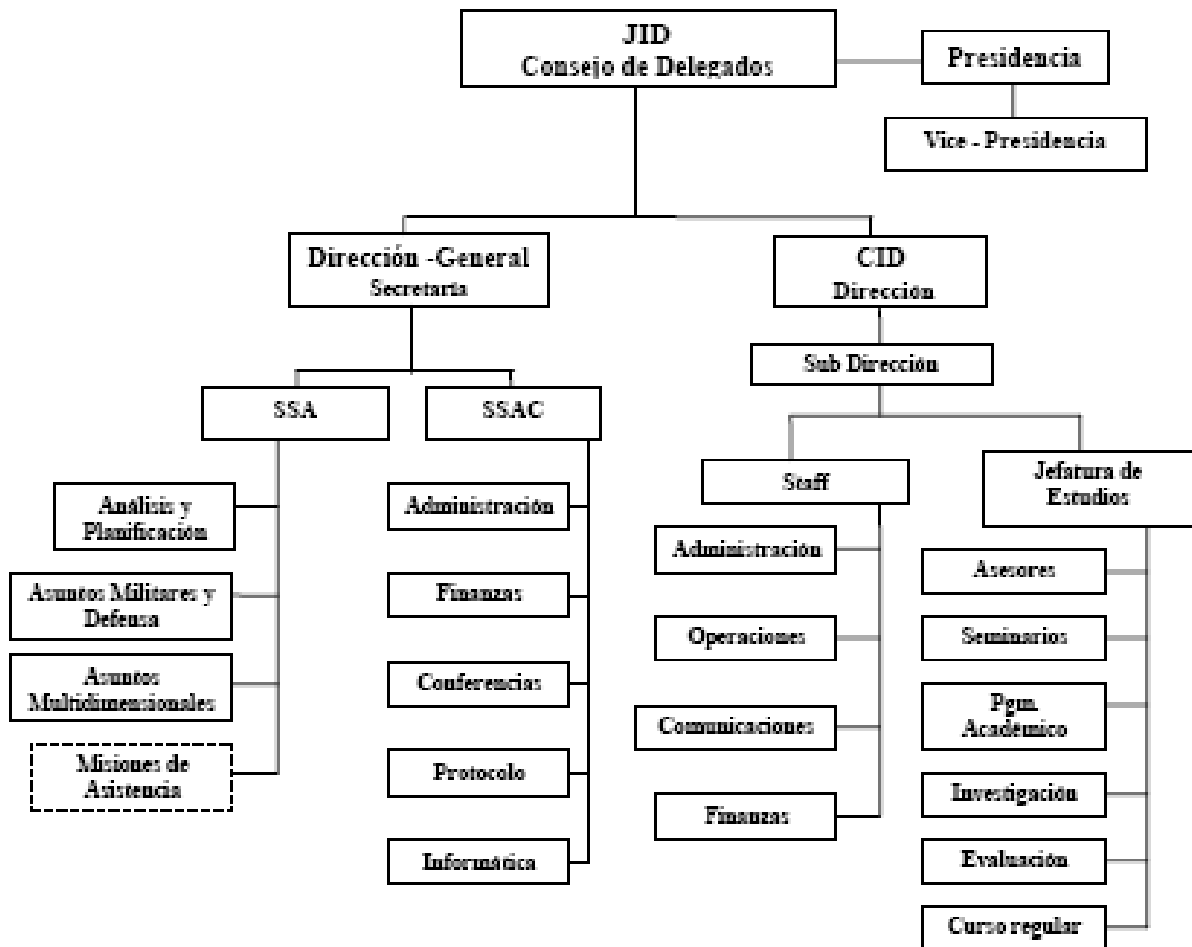 JID
Consejo de Delegados
Presidencia
Vice - Presidencia
Dirección -General
Secretaría
CID
Dirección
Sub Dirección
SSA
SSAC
Staff
Jefatura de
Estudios
Análisis y
Planificación
Asuntos Militares y
Defensa
Asuntos
Multidimensionales
Misiones de
Asistencia
Administración
Finanzas
Conferencias
Protocolo
Informática
Administración
Operaciones
Comunicaciones
Finanzas
Asesores
Seminarios
Pgm.
Académico
Investigación
Evaluación
Curso regular